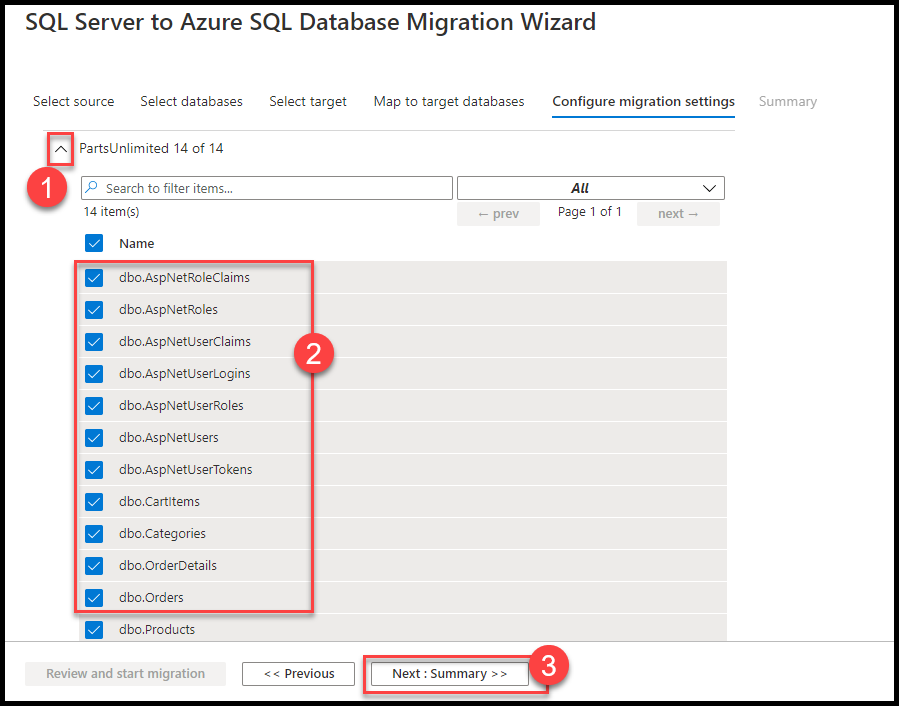 SQL Server to Azure SQL Database Migration Wizard
Select source Select databases Select target Map to target databases Configure migration settings Summary
PartsUnlimited 14 of 14
1
Search to filter items... All
14 item(s) ← prev Page 1 of 1 next →
Name
dbo.AspNetRoleClaims
dbo.AspNetRoles
dbo.AspNetUserClaims
2
dbo.AspNetUserLogins
dbo.AspNetUserRoles
dbo.AspNetUsers
dbo.AspNetUserTokens
dbo.CartItems
dbo.Categories
dbo.OrderDetails
dbo.Orders
dbo.Products
3
Review and start migration << Previous Next : Summary >>